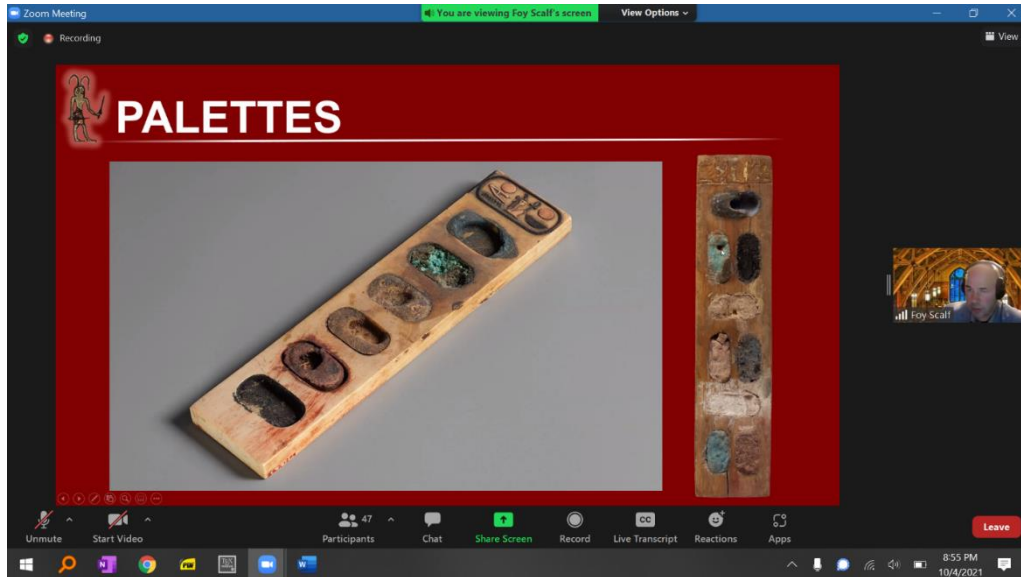 Zoom Meeting
You are viewing Foy Scalf's screen
View Options
Recording
View
PALETTES
Foy Scalf
47
Unmute
Start Video
Participants
Chat
Share Screen
Record
CC
Live Transcript
Reactions
Apps
Leave
8:55 PM
10/4/2021